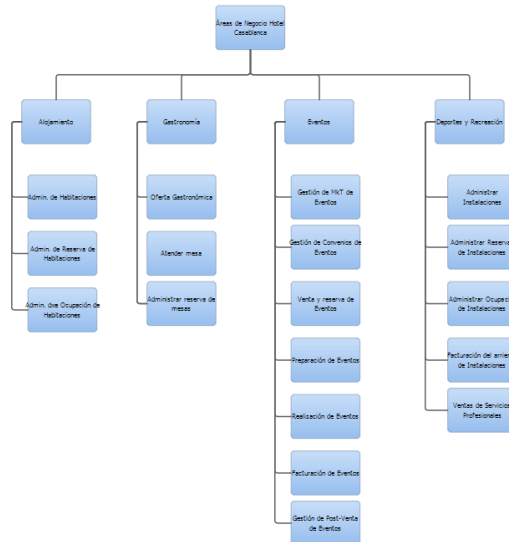 Áreas de Negocio Hotel
Casablanca
Alojamiento
Gastronomía
Eventos
Deportes y Recreación
Admin. de Habitaciones
Admin. de Reserva de
Habitaciones
Admin. dxe Ocupación de
Habitaciones
Oferta Gastronómica
Atender mesa
Administrar reserva de
mesas
Gestión de MkT de
Eventos
Gestión de Convenios de
Eventos
Venta y reserva de
Eventos
Preparación de Eventos
Realización de Eventos
Facturación de Eventos
Gestión de Post-Venta
de Eventos
Administrar
Instalaciones
Administrar Reserva
de Instalaciones
Administrar Ocupació
de Instalaciones
Facturación del arrien
de Instalaciones
Ventas de Servicios
Profesionales